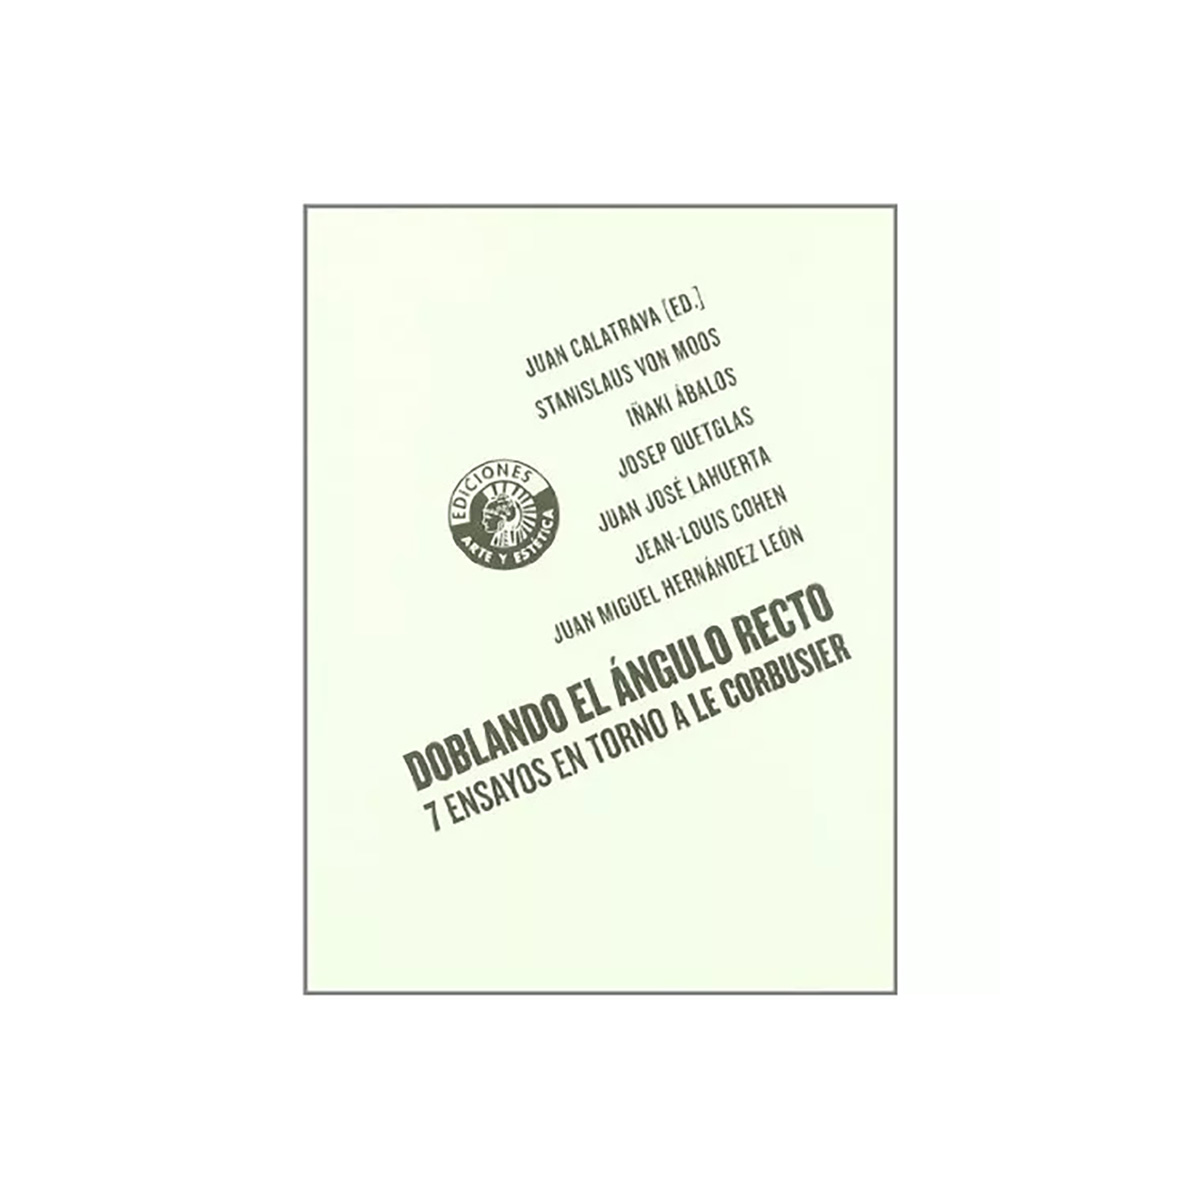 JUAN CALATRAVA [ED.]
STANISLAUS VON MOOS
IÑAKI ÁBALOS
JOSEP QUETGLAS
JUAN JOSÉ LAHUERTA
JEAN-LOUIS COHEN
JUAN MIGUEL HERNÁNDEZ LEÓN
EDICIONES
ARTE Y ESTÉTICA
DOBLANDO EL ÁNGULO RECTO
7 ENSAYOS EN TORNO A LE CORBUSIER